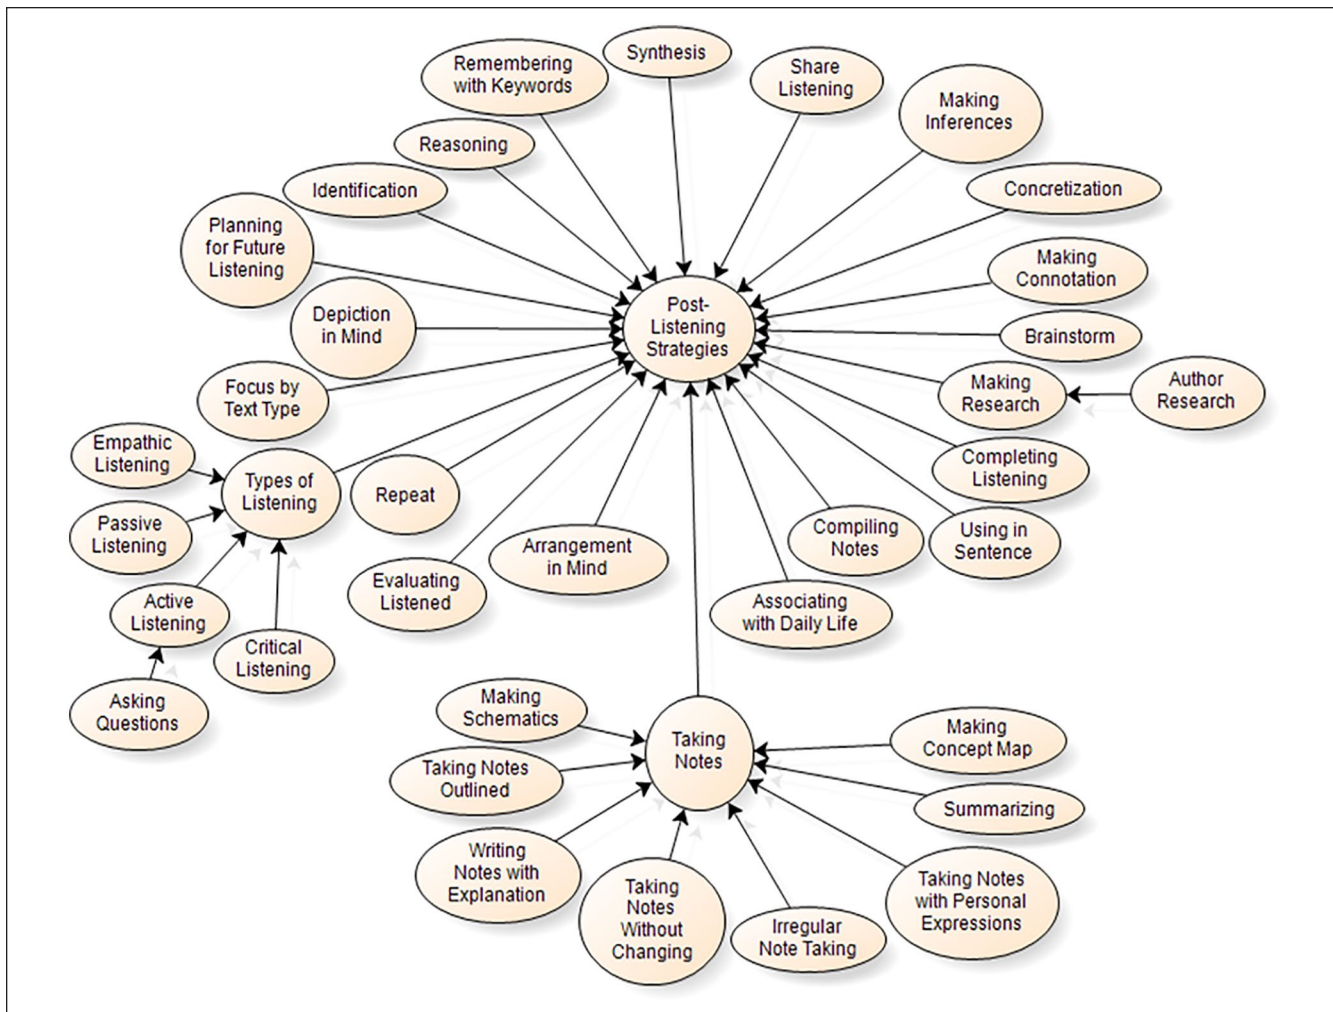 Synthesis
Remembering
with Keywords
Share
Listening
Making
Inferences
Reasoning
Identification
Concretization
Planning
for Future
Listening
Making
Connotation
Post-
Listening
Strategies
Depiction
in Mind
Brainstorm
Focus by
Text Type
Making
Research
Author
Research
Empathic
Listening
Types of
Listening
Repeat
Completing
Listening
Passive
Listening
Compiling
Notes
Using in
Sentence
Arrangement
in Mind
Evaluating
Listened
Active
Listening
Associating
with Daily Life
Critical
Listening
Asking
Questions
Making
Schematics
Taking
Notes
Making
Concept Map
Taking Notes
Outlined
Summarizing
Writing
Notes with
Explanation
Taking
Notes
Without
Changing
Irregular
Note Taking
Taking Notes
with Personal
Expressions